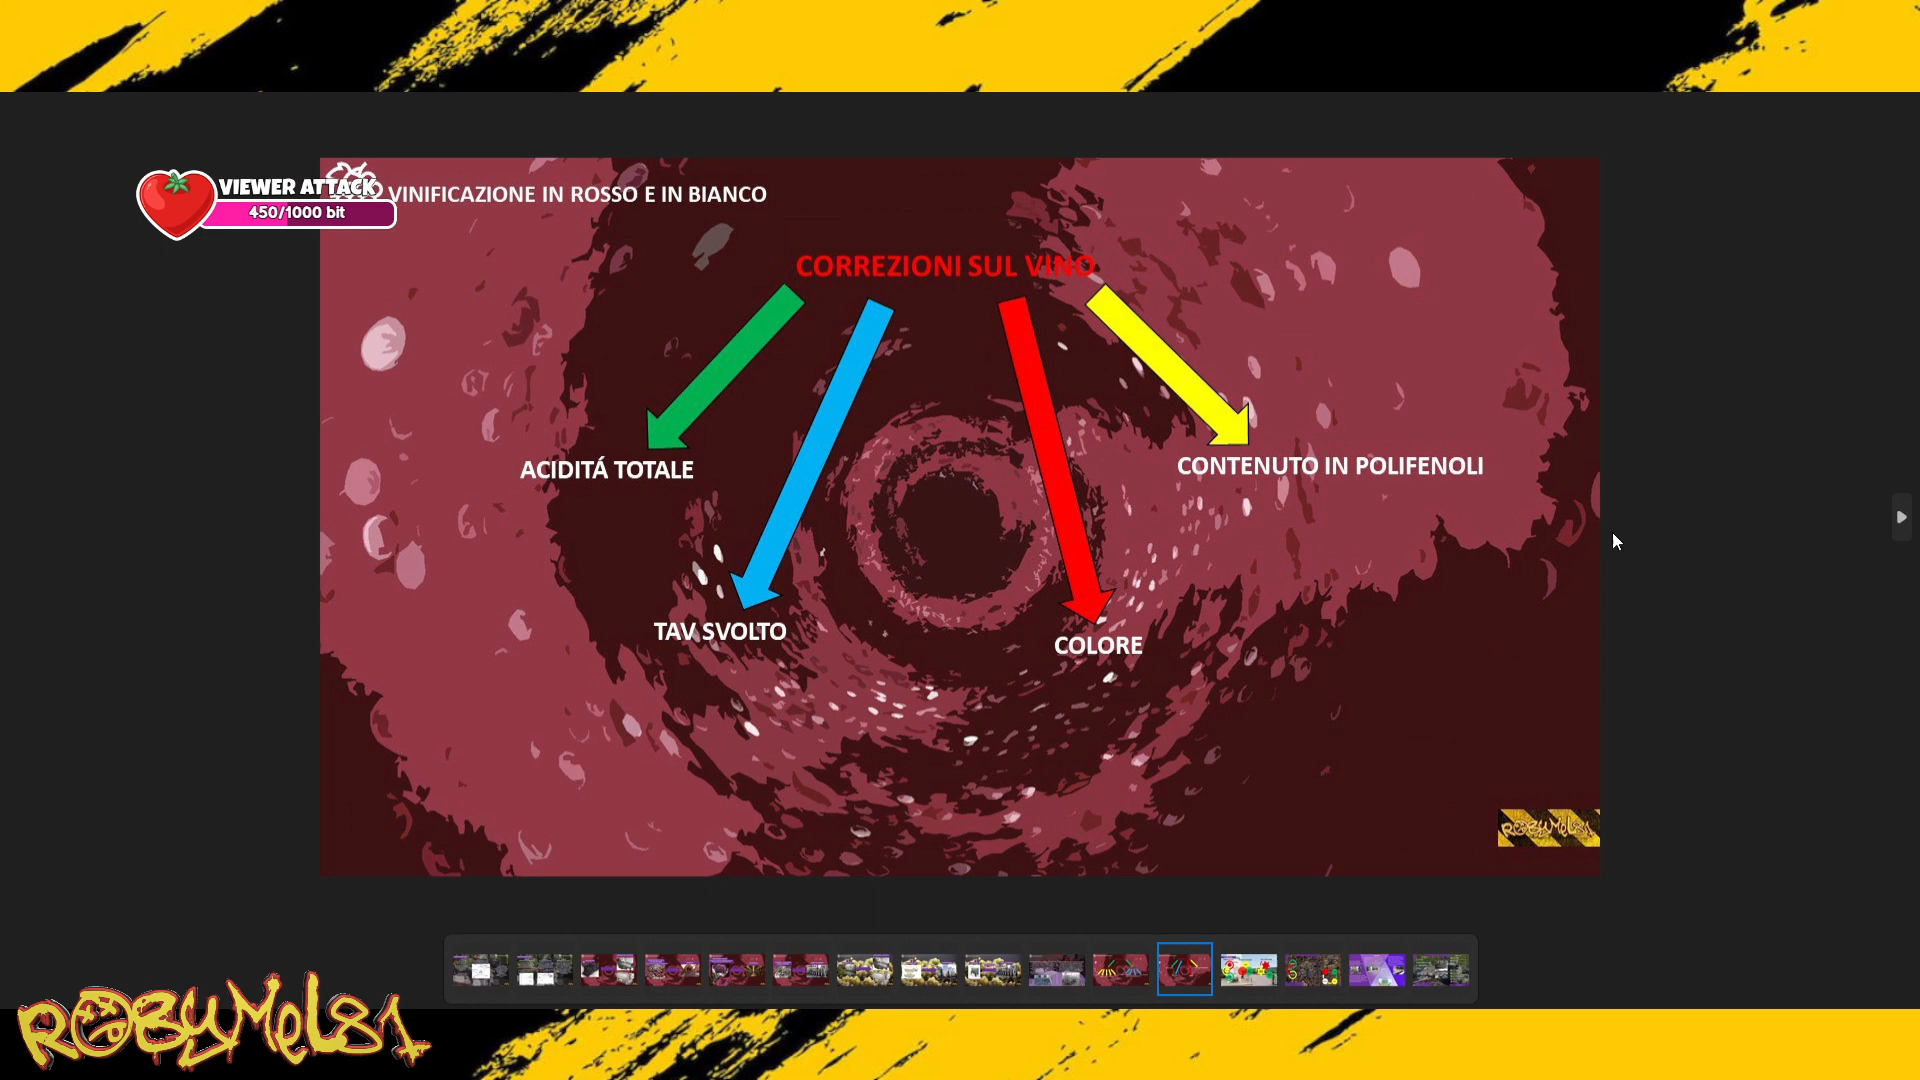 VIEWER ATTACK
450/1000 bit
VINIFICAZIONE IN ROSSO E IN BIANCO
CORREZIONI SUL VINO
ACIDITÁ TOTALE
CONTENUTO IN POLIFENOLI
TAV SVOLTO
COLORE
ROBYMEL81
ROBYMEL81